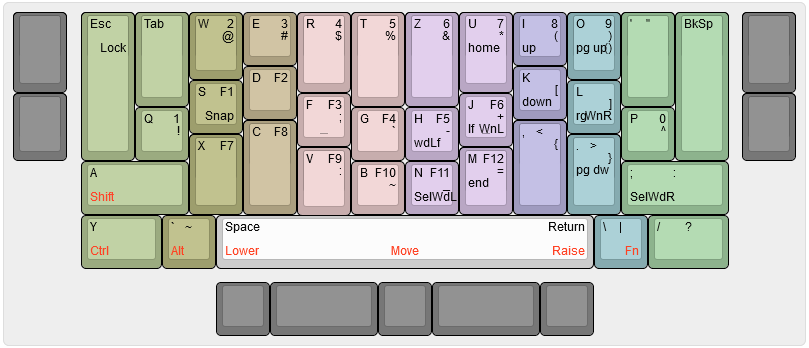 Esc
Lock
Tab
W 2
@
E 3
#
R 4
$
T 5
%
Z 6
&
U 7
*
home
I 8
(
up
O 9
)
pg up()
' "
BkSp
S F1
Snap
D F2
K [
down
L ]
rgWnR
F F3
;
_
G F4
`
H F5
-
wdLf
J F6
+
lf WnL
Q 1
!
P 0
^
X F7
C F8
, <
{
. >
}
pg dw
V F9
:
B F10
~
N F11
_
SelWdL
M F12
=
end
A
Shift
; :
SelWdR
Y
Ctrl
` ~
Alt
Space Return
Lower Move Raise
\ |
Fn
/ ?